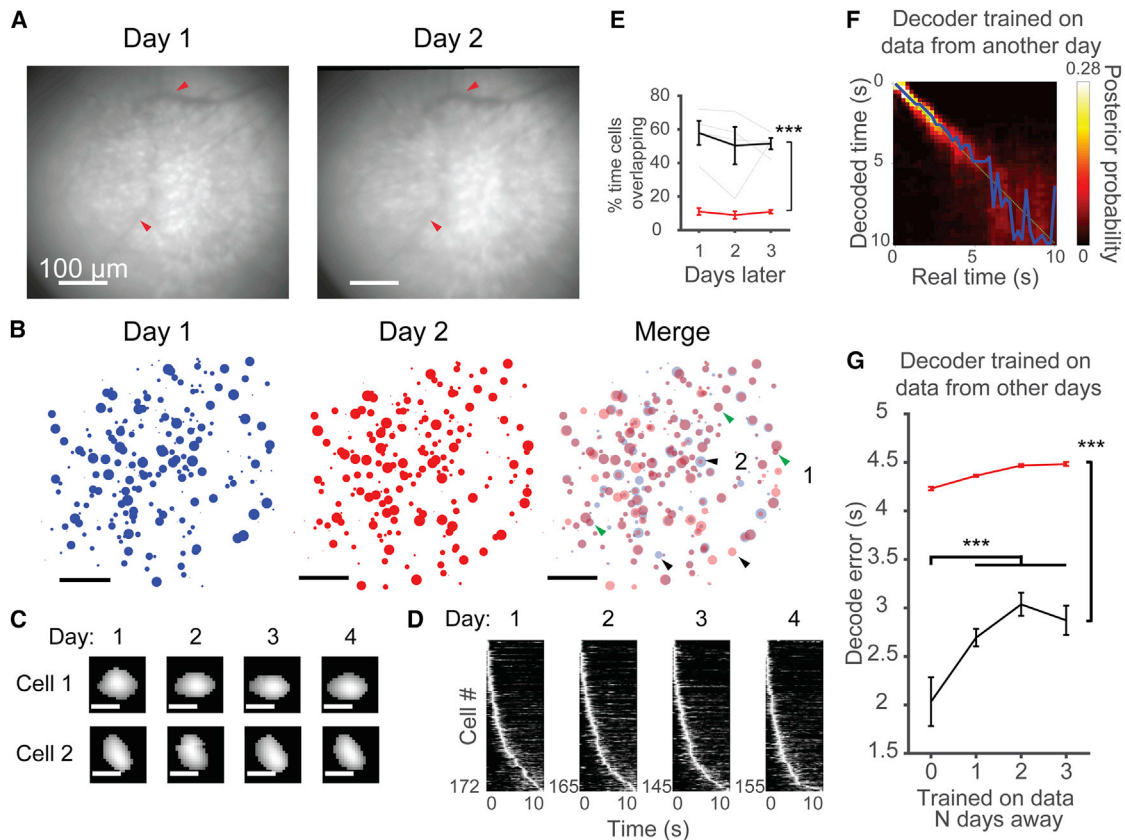 A
Day 1
Day 2
100 µm
B
Day 1
Day 2
Merge
2
1
C
Day: 1 2 3 4
Cell 1
Cell 2
D
Day: 1 2 3 4
Cell #
172
165
145
155
0 10 0 10 0 10 0 10
Time (s)
E
% time cells
overlapping
80
60
40
20
0
***
1 2 3
Days later
F
Decoder trained on
data from another day
Decoded time (s)
0
5
10
0 5 10
Real time (s)
0.28
0
Posterior probability
G
Decoder trained on
data from other days
Decode error (s)
5
4.5
4
3.5
3
2.5
2
1.5
***
***
0 1 2 3
Trained on data
N days away